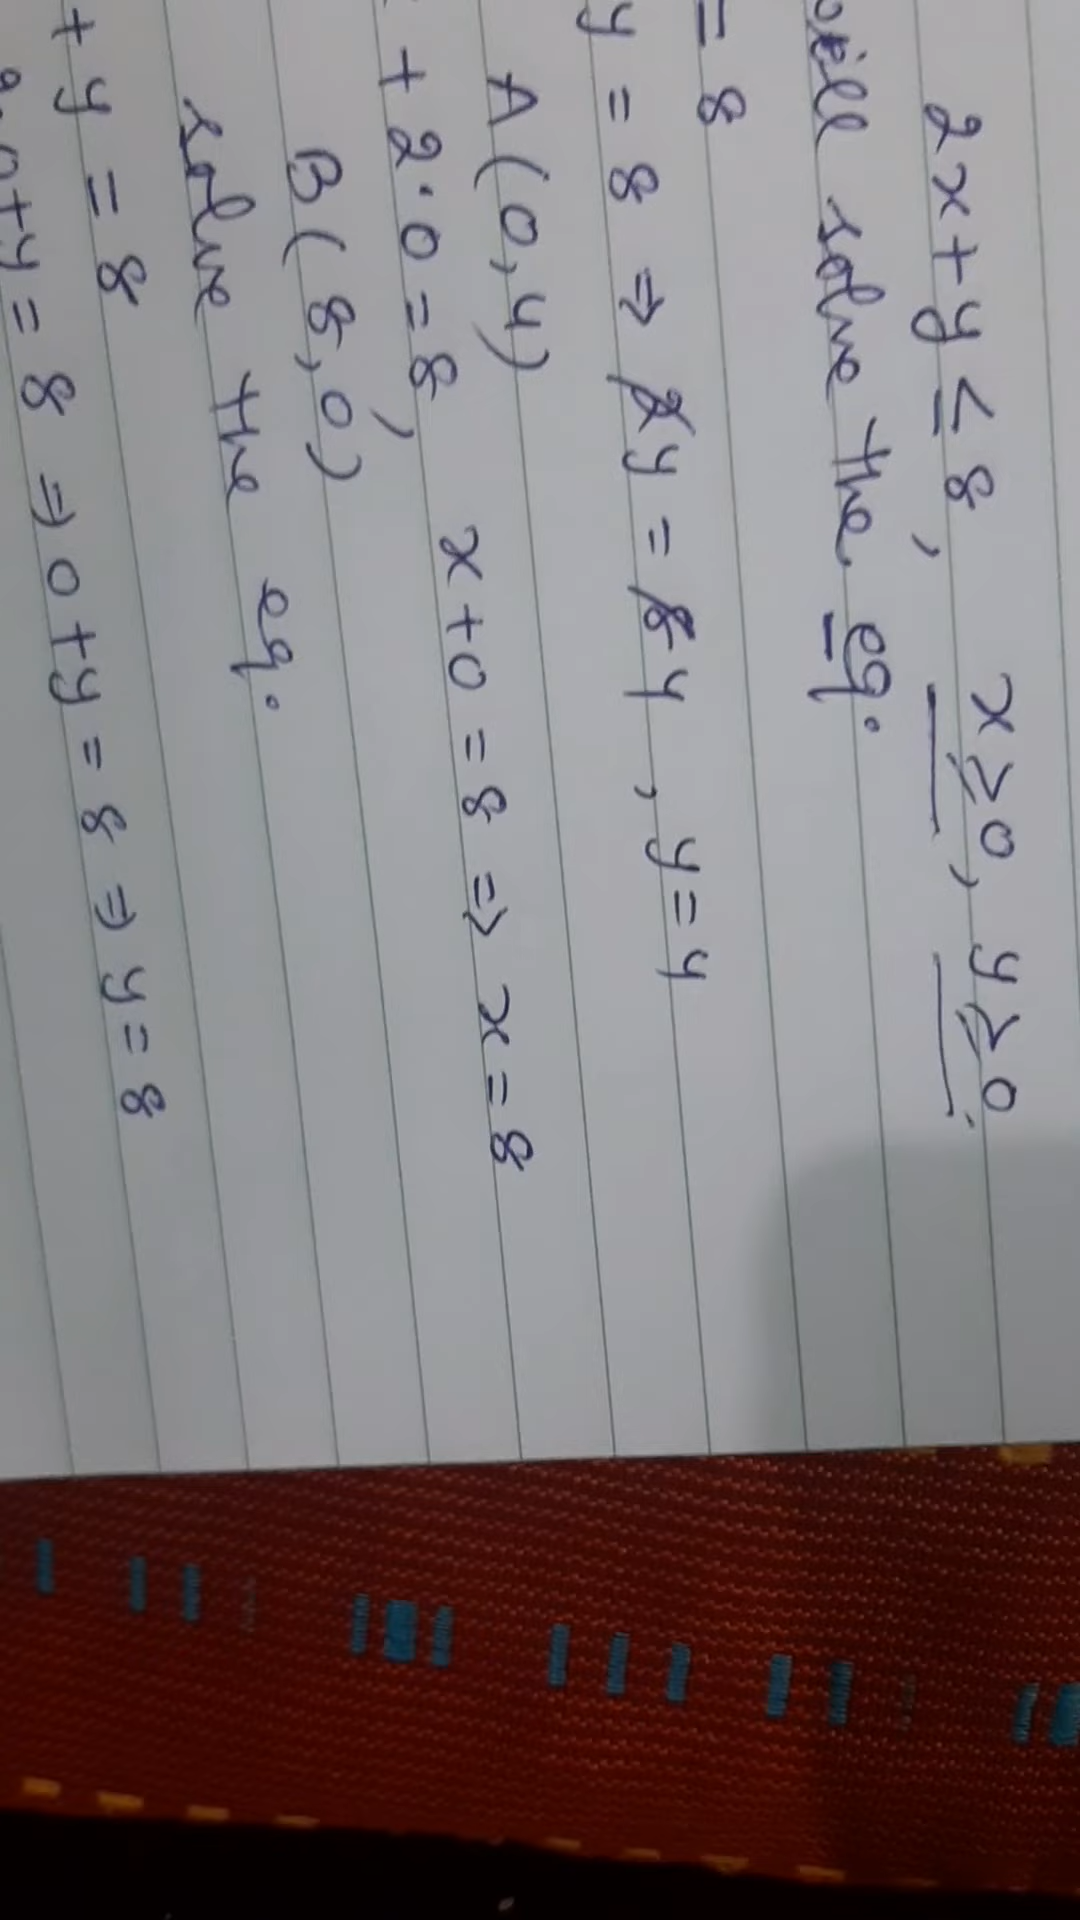 2x+y ≤ 8, x ≥ 0, y ≥ 0.
will solve the eq.
= 8
y = 8 ⇒ 2y = 8 4, y = 4
A(0,4)
+ 2·0 = 8, x+0 = 8 ⇒ x = 8
B(8,0)
solve the eq.
+ y = 8
0+y = 8 ⇒ 0+y = 8 ⇒ y = 8